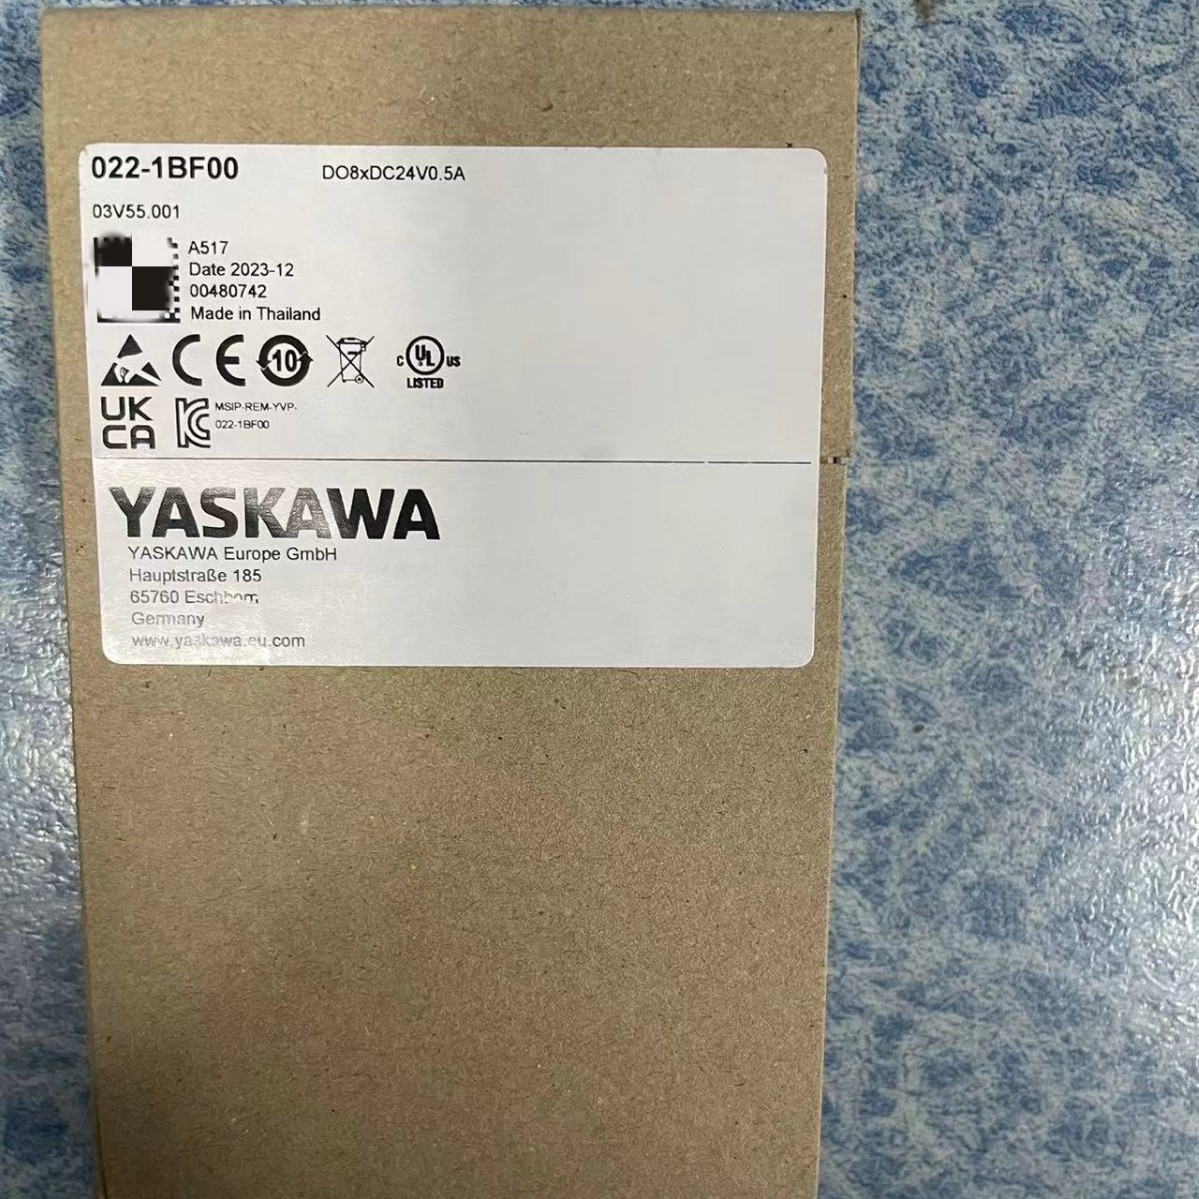 022-1BF00 DO8xDC24V0.5A
03V55.001
A517
Date 2023-12
00480742
Made in Thailand
CE 10 C UL US
LISTED
UK
CA
MSIP-REM-YVP-
022-1BF00
YASKAWA
YASKAWA Europe GmbH
Hauptstraße 185
65760 Eschborn
Germany
www.yaskawa.eu.com